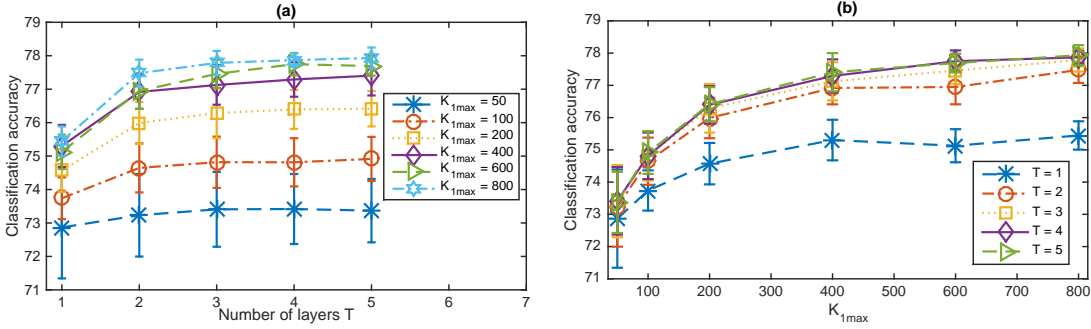 (a)
79
78
77
76
75
74
73
72
71
Classification accuracy
1 2 3 4 5 6 7
Number of layers T
K1max = 50
K1max = 100
K1max = 200
K1max = 400
K1max = 600
K1max = 800
(b)
79
78
77
76
75
74
73
72
71
Classification accuracy
100 200 300 400 500 600 700 800
K1max
T = 1
T = 2
T = 3
T = 4
T = 5